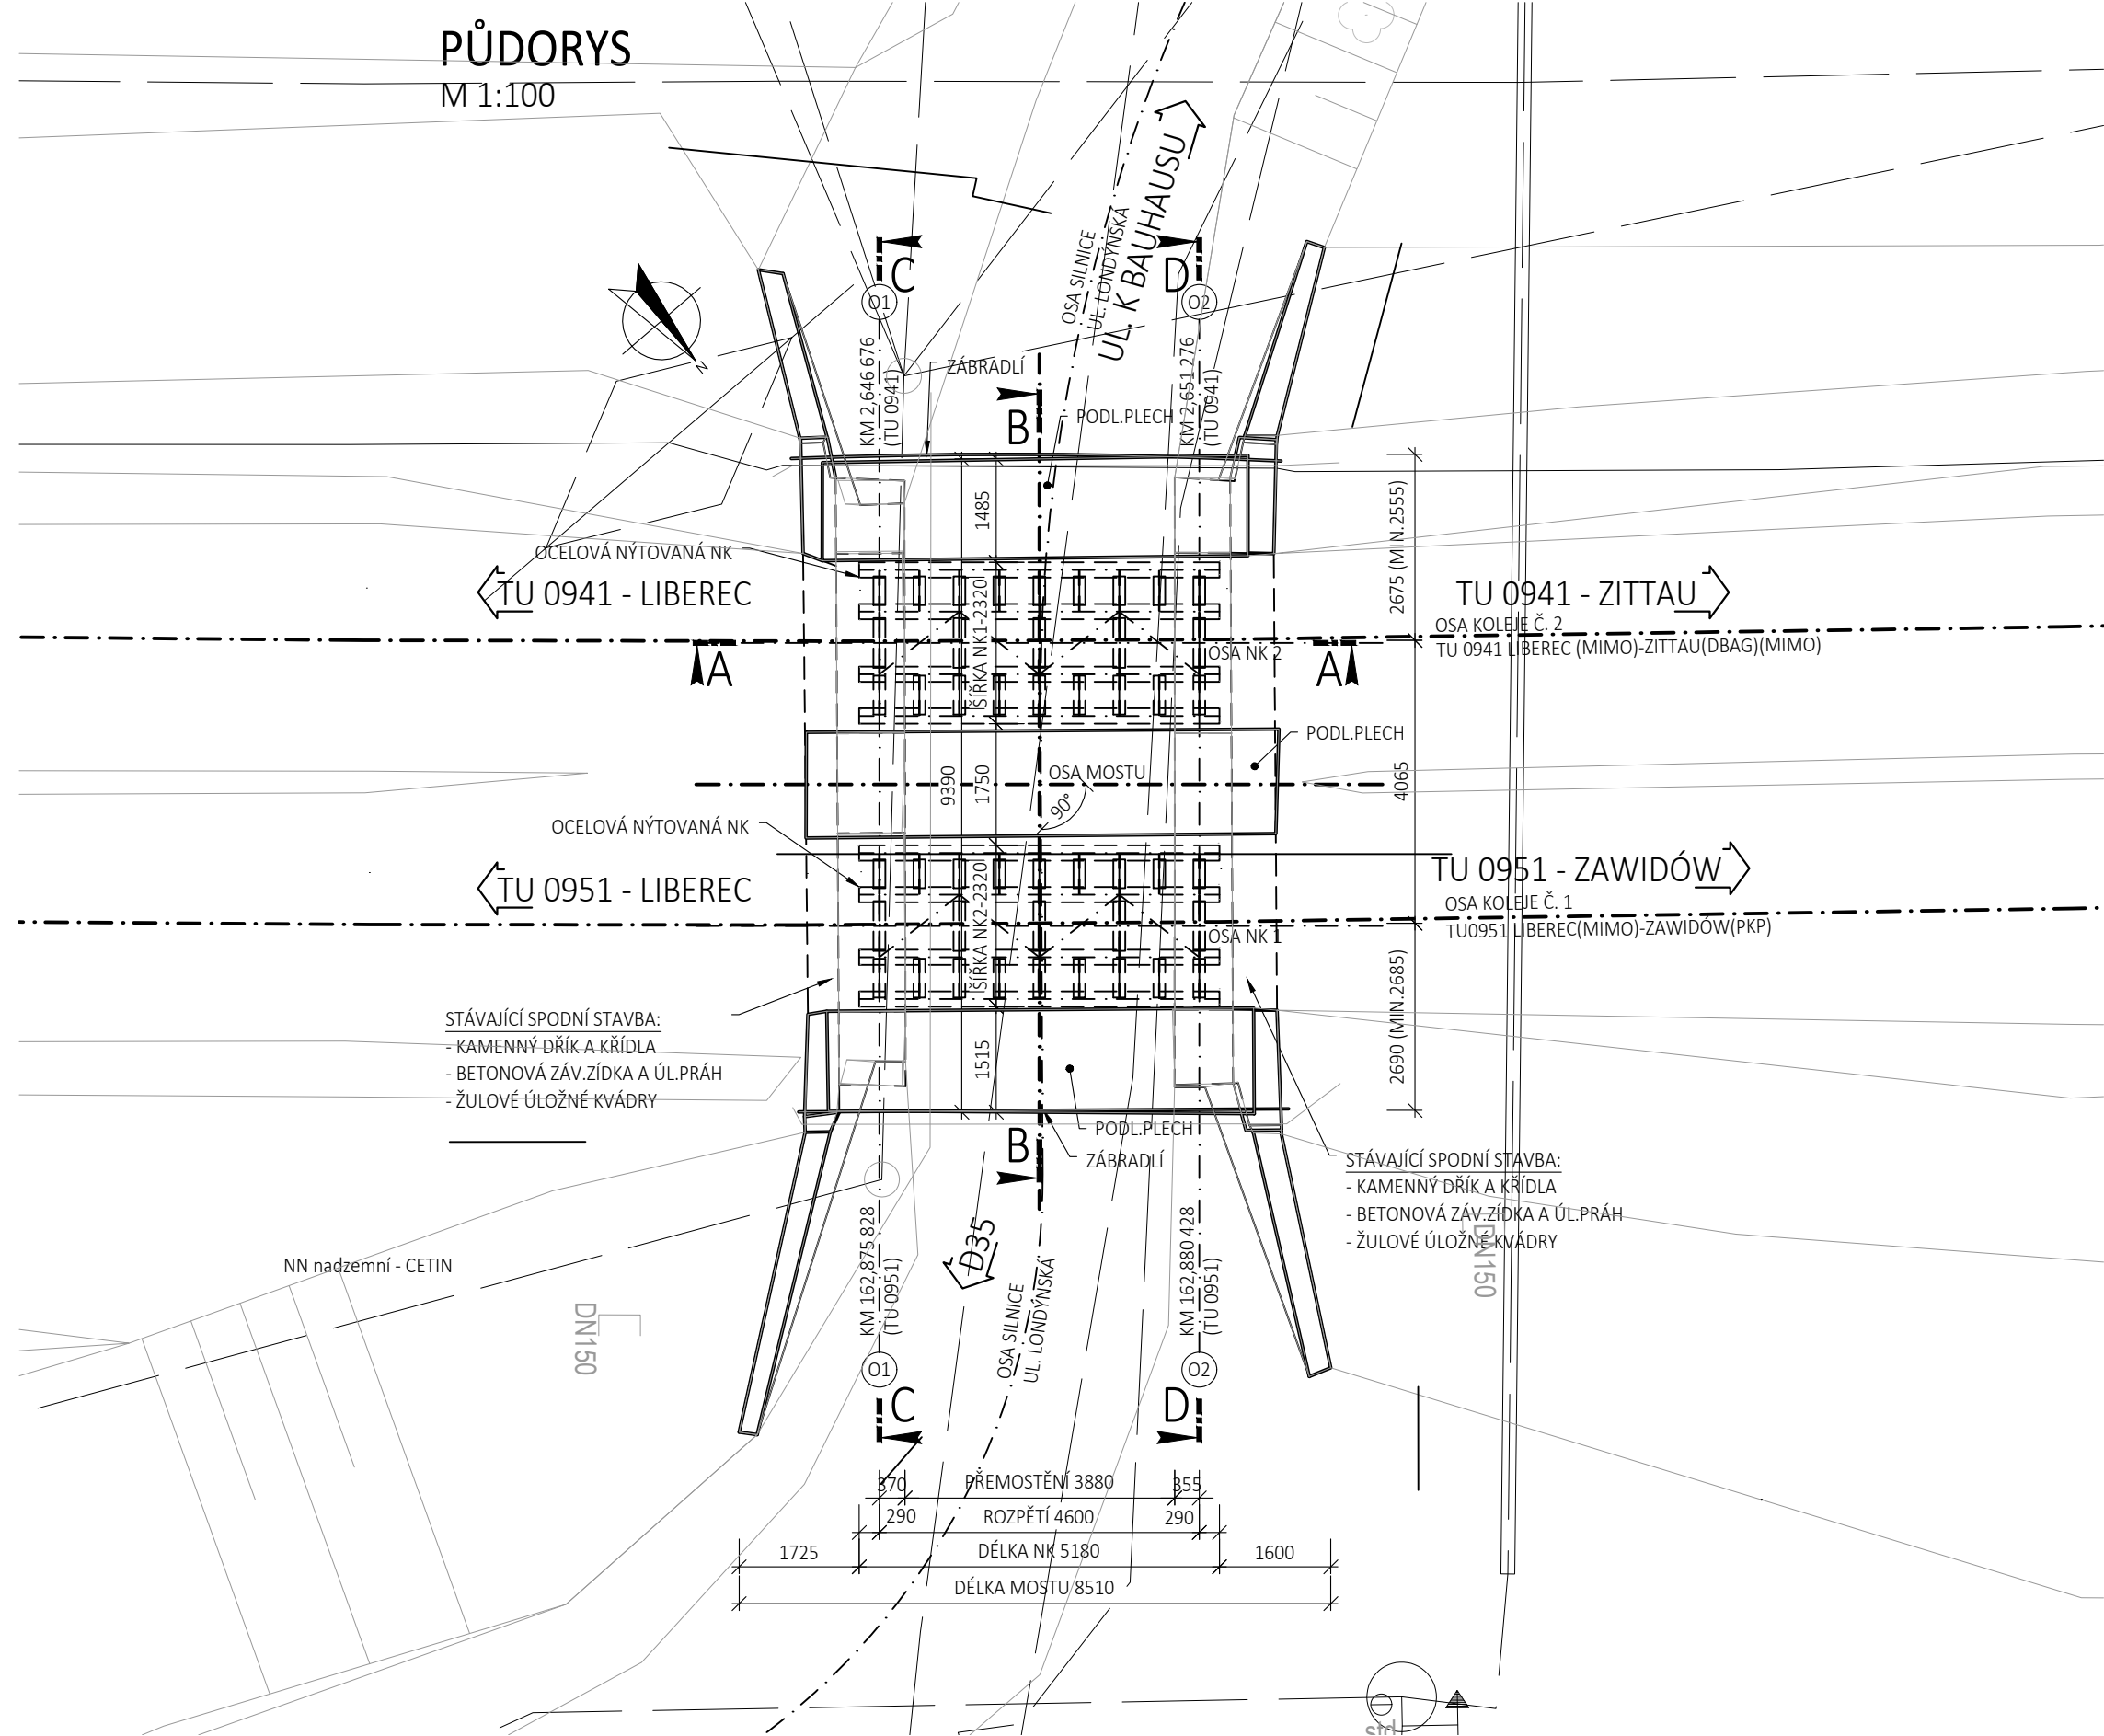 PŮDORYS
M 1:100
OSA SILNICE
UL. LONDÝNSKÁ
UL. K BAUHAUSU
C
D
O1
O2
N
KM 2,646 676
(TU 0941)
ZÁBRADLÍ
B
PODL.PLECH
KM 2,651 276
(TU 0941)
1485
2675 (MIN.2555)
OCELOVÁ NÝTOVANÁ NK
TU 0941 - LIBEREC
ŠÍŘKA NK1-2320
TU 0941 - ZITTAU
OSA KOLEJE Č. 2
TU 0941 LIBEREC (MIMO)-ZITTAU(DBAG)(MIMO)
OSA NK 2
A
A
PODL.PLECH
9390
1750
OSA MOSTU
90°
4065
OCELOVÁ NÝTOVANÁ NK
TU 0951 - LIBEREC
ŠÍŘKA NK2-2320
TU 0951 - ZAWIDÓW
OSA KOLEJE Č. 1
TU0951 LIBEREC(MIMO)-ZAWIDÓW(PKP)
OSA NK 1
STÁVAJÍCÍ SPODNÍ STAVBA:
- KAMENNÝ DŘÍK A KŘÍDLA
- BETONOVÁ ZÁV.ZÍDKA A ÚL.PRÁH
- ŽULOVÉ ÚLOŽNÉ KVÁDRY
1515
2690 (MIN.2685)
B
PODL.PLECH
ZÁBRADLÍ
STÁVAJÍCÍ SPODNÍ STAVBA:
- KAMENNÝ DŘÍK A KŘÍDLA
- BETONOVÁ ZÁV.ZÍDKA A ÚL.PRÁH
- ŽULOVÉ ÚLOŽNÉ KVÁDRY
DN150
NN nadzemní - CETIN
DN150
KM 162,875 828
(TU 0951)
D35
OSA SILNICE
UL. LONDÝNSKÁ
KM 162,880 428
(TU 0951)
O1
O2
C
D
370
PŘEMOSTĚNÍ 3880
355
290
ROZPĚTÍ 4600
290
1725
DÉLKA NK 5180
1600
DÉLKA MOSTU 8510